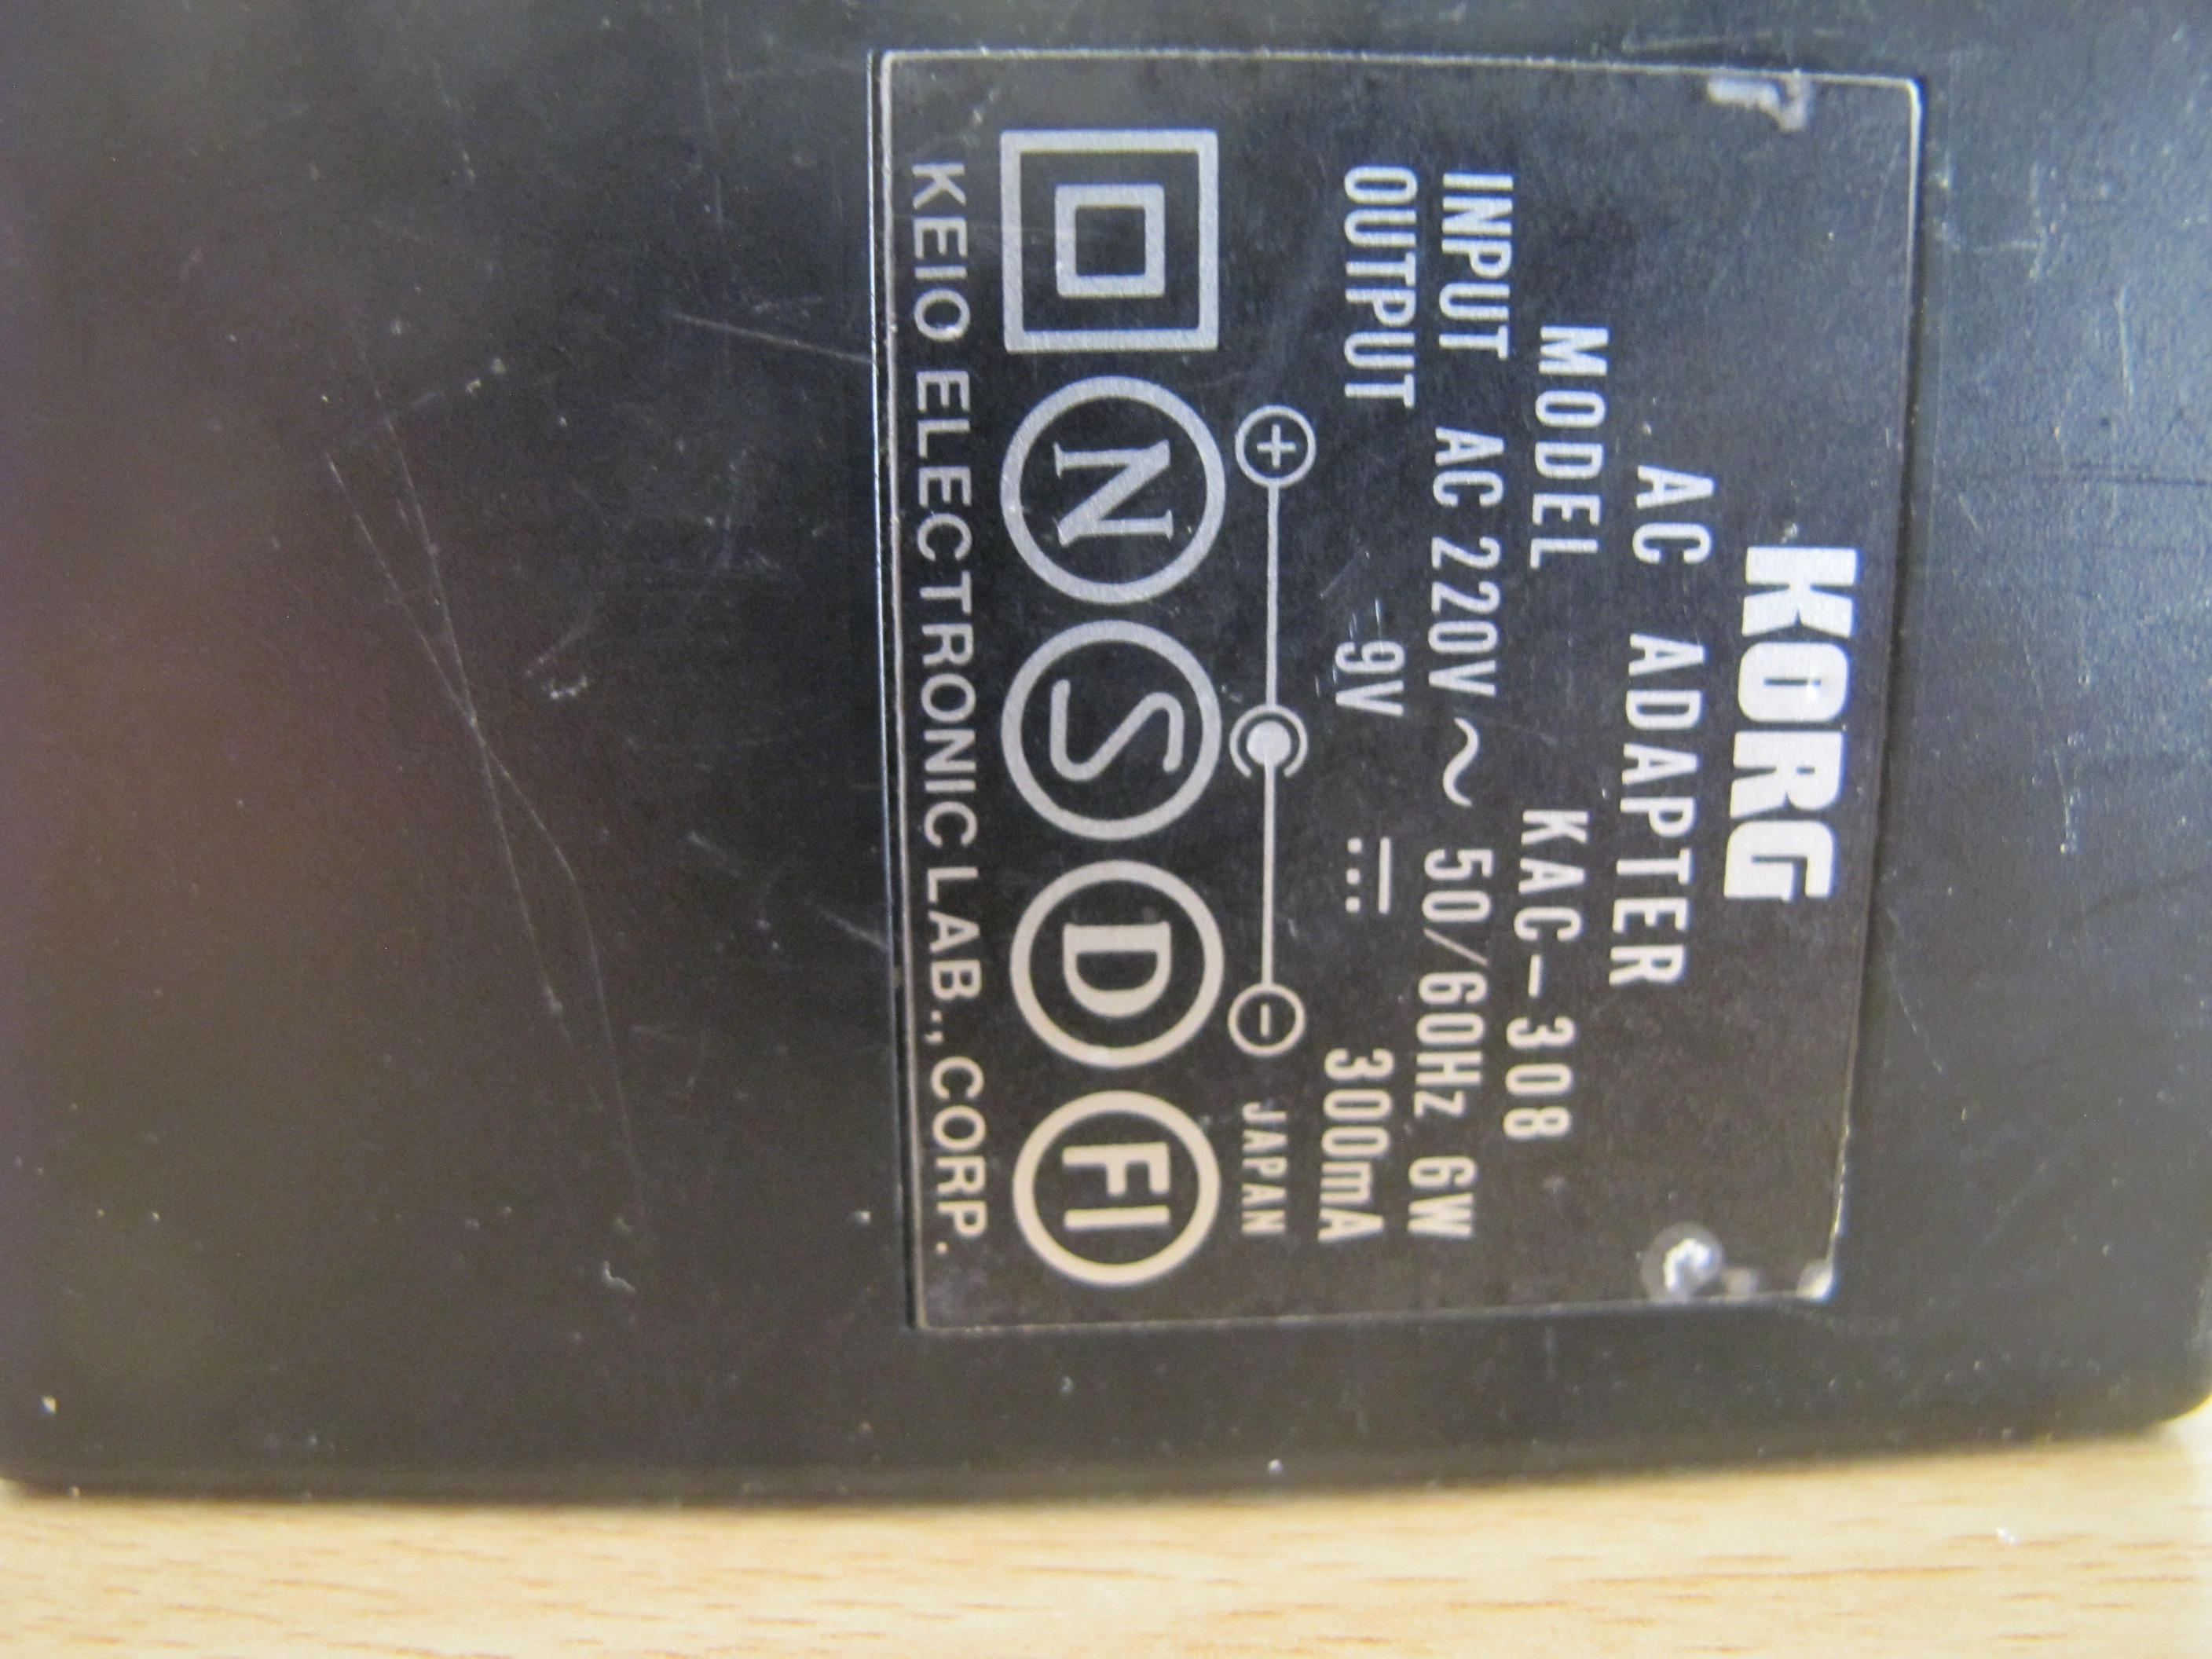 KORG
AC ADAPTER
MODEL KAC-308
INPUT AC 220V ~ 50/60Hz 6W
OUTPUT 9V ⎓ 300mA
+ - JAPAN
N S D FI
KEIO ELECTRONIC LAB., CORP.